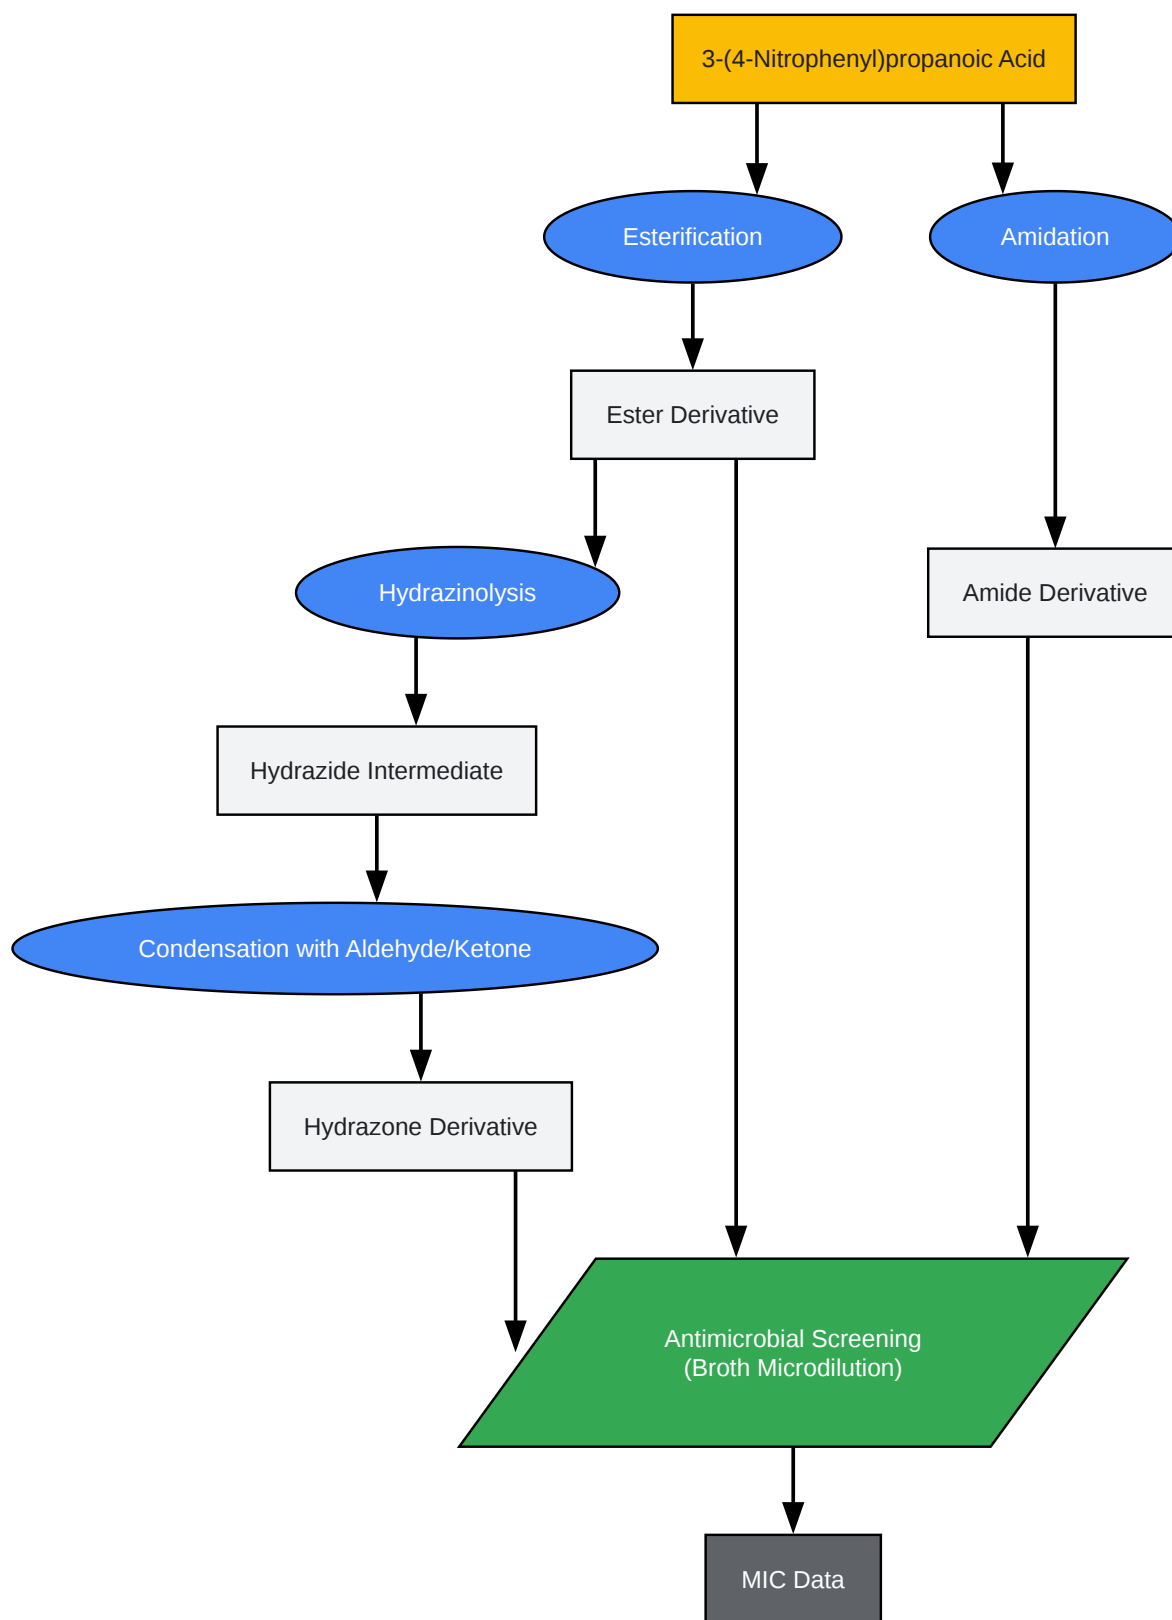 3-(4-Nitrophenyl)propanoic Acid
Esterification
Amidation
Ester Derivative
Hydrazinolysis
Amide Derivative
Hydrazide Intermediate
Condensation with Aldehyde/Ketone
Hydrazone Derivative
Antimicrobial Screening
(Broth Microdilution)
MIC Data